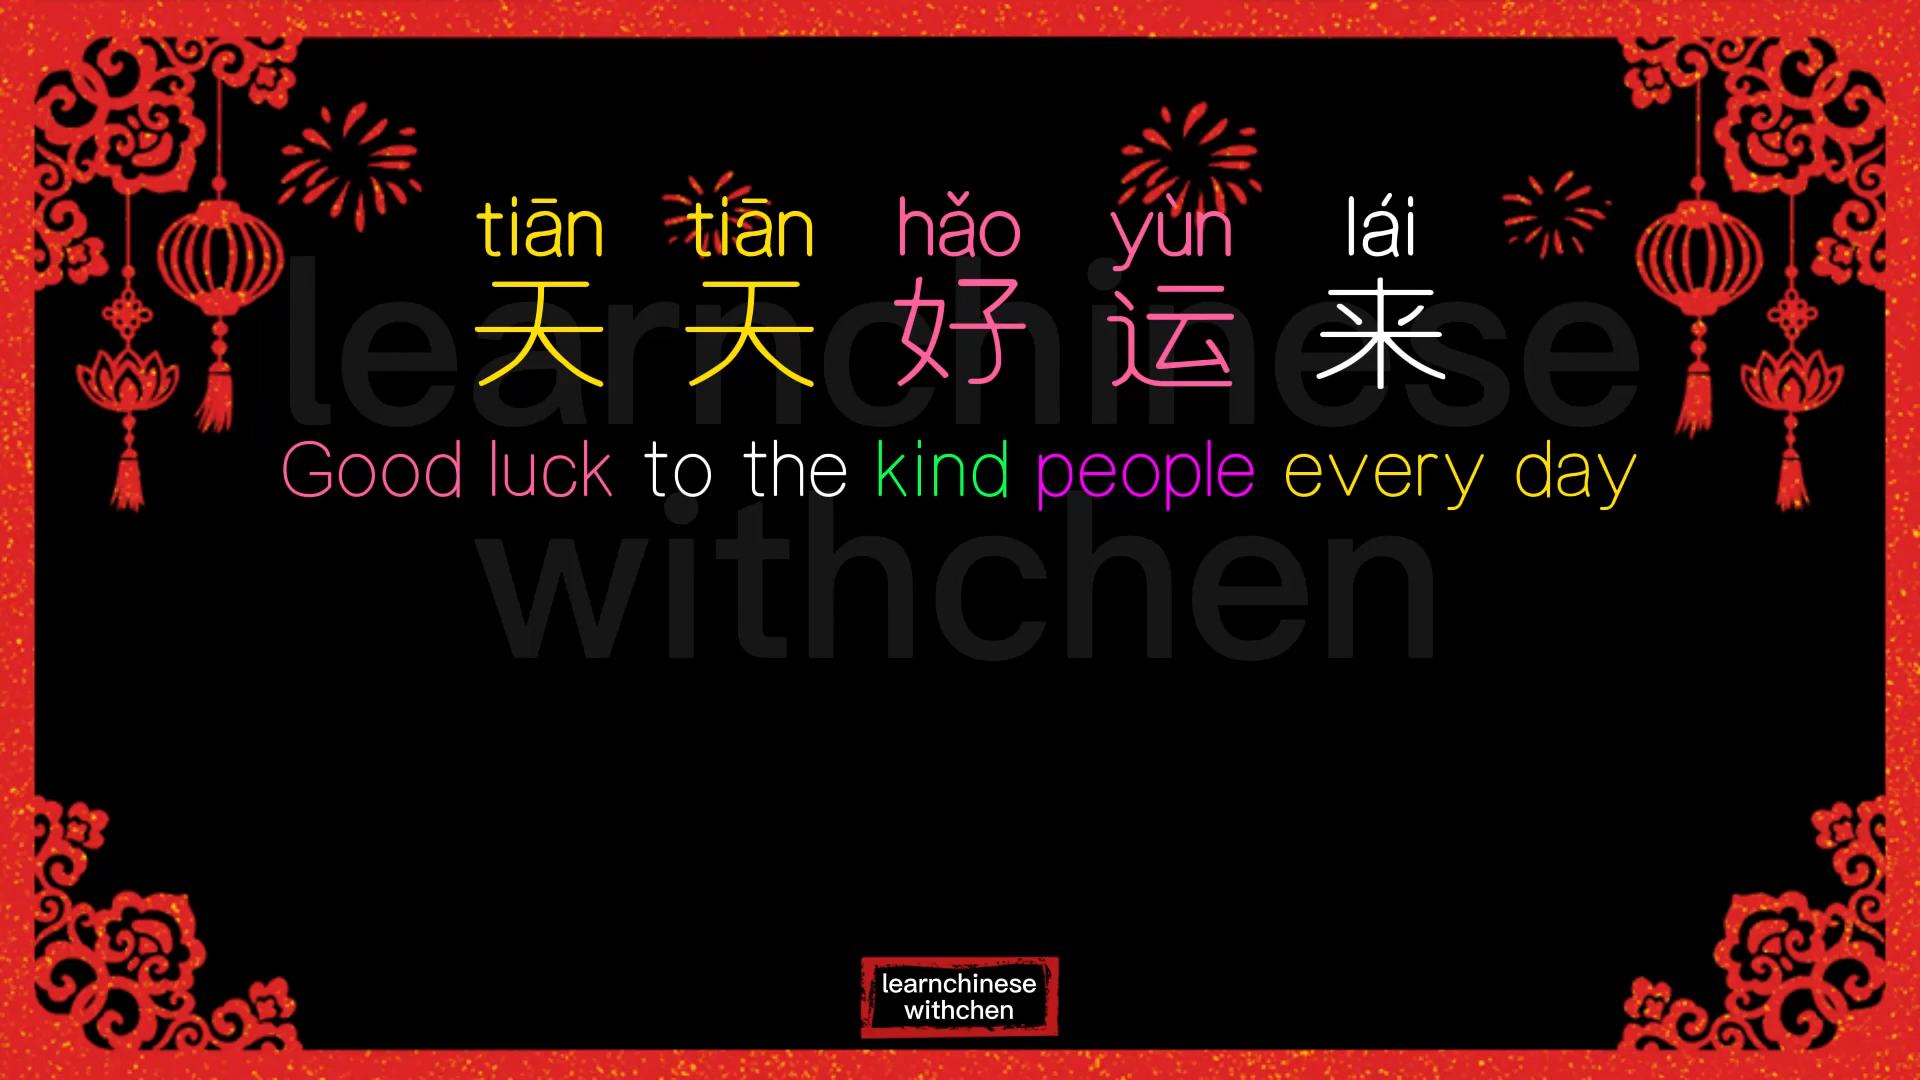 tiān tiān hǎo yùn lái
天 天 好 运 来
Good luck to the kind people every day
learnchinese
withchen
learnchinese
withchen